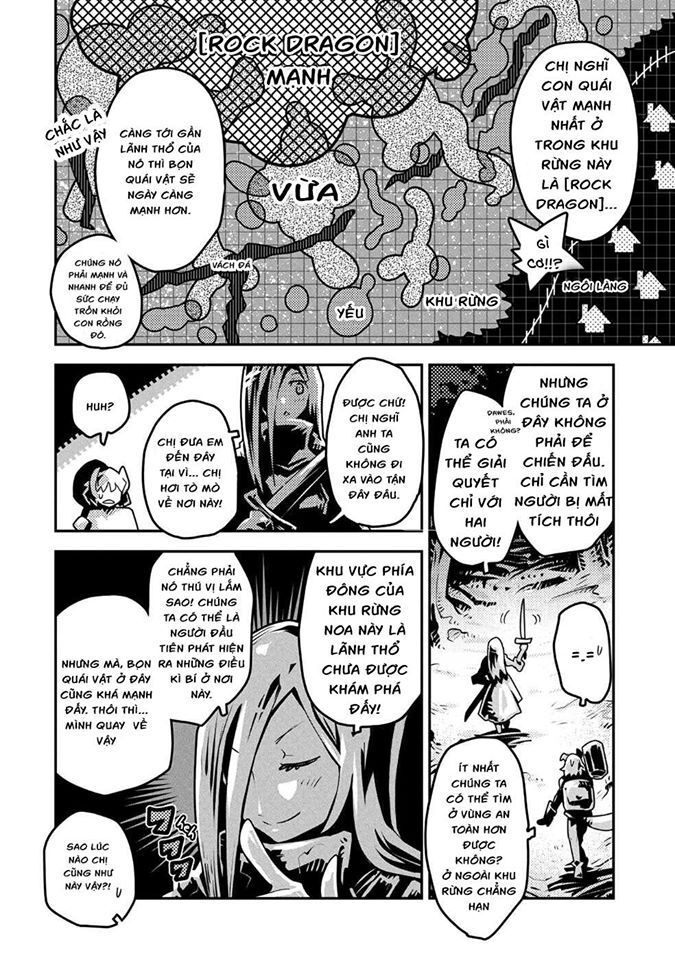 CHỊ NGHĨ
CON QUÁI
VẬT MẠNH
NHẤT Ở
TRONG KHU
RỪNG NÀY
LÀ [ROCK
DRAGON]...
GÌ
CƠ!!?
NGÔI LÀNG
[ROCK DRAGON]
MẠNH
VỪA
YẾU
KHU RỪNG
VÁCH ĐÁ
CÀNG TỚI GẦN
LÃNH THỔ CỦA
NÓ THÌ BỌN
QUÁI VẬT SẼ
NGÀY CÀNG
MẠNH HƠN.
CHẮC LÀ
NHƯ VẬY
CHÚNG NÓ
PHẢI MẠNH VÀ
NHANH ĐỂ ĐỦ
SỨC CHẠY
TRỐN KHỎI
CON RỒNG
ĐÓ.
NHƯNG
CHÚNG TA Ở
ĐÂY KHÔNG
PHẢI ĐỂ
CHIẾN ĐẤU.
CHỈ CẦN TÌM
NGƯỜI BỊ MẤT
TÍCH THÔI
DANES,
PHẢI
KHÔNG?
TA CÓ
THỂ GIẢI
QUYẾT
CHỈ VỚI
HAI
NGƯỜI!
ÍT NHẤT
CHÚNG TA
CÓ THỂ TÌM
Ở VÙNG AN
TOÀN HƠN
ĐƯỢC
KHÔNG?
Ở NGOÀI KHU
RỪNG CHẲNG
HẠN
ĐƯỢC CHỨ!
CHỊ NGHĨ
ANH TA
CŨNG
KHÔNG ĐI
XA VÀO TẬN
ĐÂY ĐÂU.
CHỊ ĐƯA EM
ĐẾN ĐÂY
TẠI VÌ... CHỊ
HƠI TÒ MÒ
VỀ NƠI NÀY!
HUH?
KHU VỰC PHÍA
ĐÔNG CỦA
KHU RỪNG
NOA NÀY LÀ
LÃNH THỔ
CHƯA ĐƯỢC
KHÁM PHÁ
ĐẤY!
CHẲNG PHẢI
NÓ THÚ VỊ LẮM
SAO! CHÚNG
TA CÓ THỂ LÀ
NGƯỜI ĐẦU
TIÊN PHÁT HIỆN
RA NHỮNG ĐIỀU
KÌ BÍ Ở NƠI
NÀY.
NHƯNG MÀ, BỌN
QUÁI VẬT Ở ĐÂY
CŨNG KHÁ MẠNH
ĐẤY. THÔI THÌ...
MÌNH QUAY VỀ
VẬY
SAO LÚC
NÀO CHỊ
CŨNG NHƯ
NÀY VẬY?!